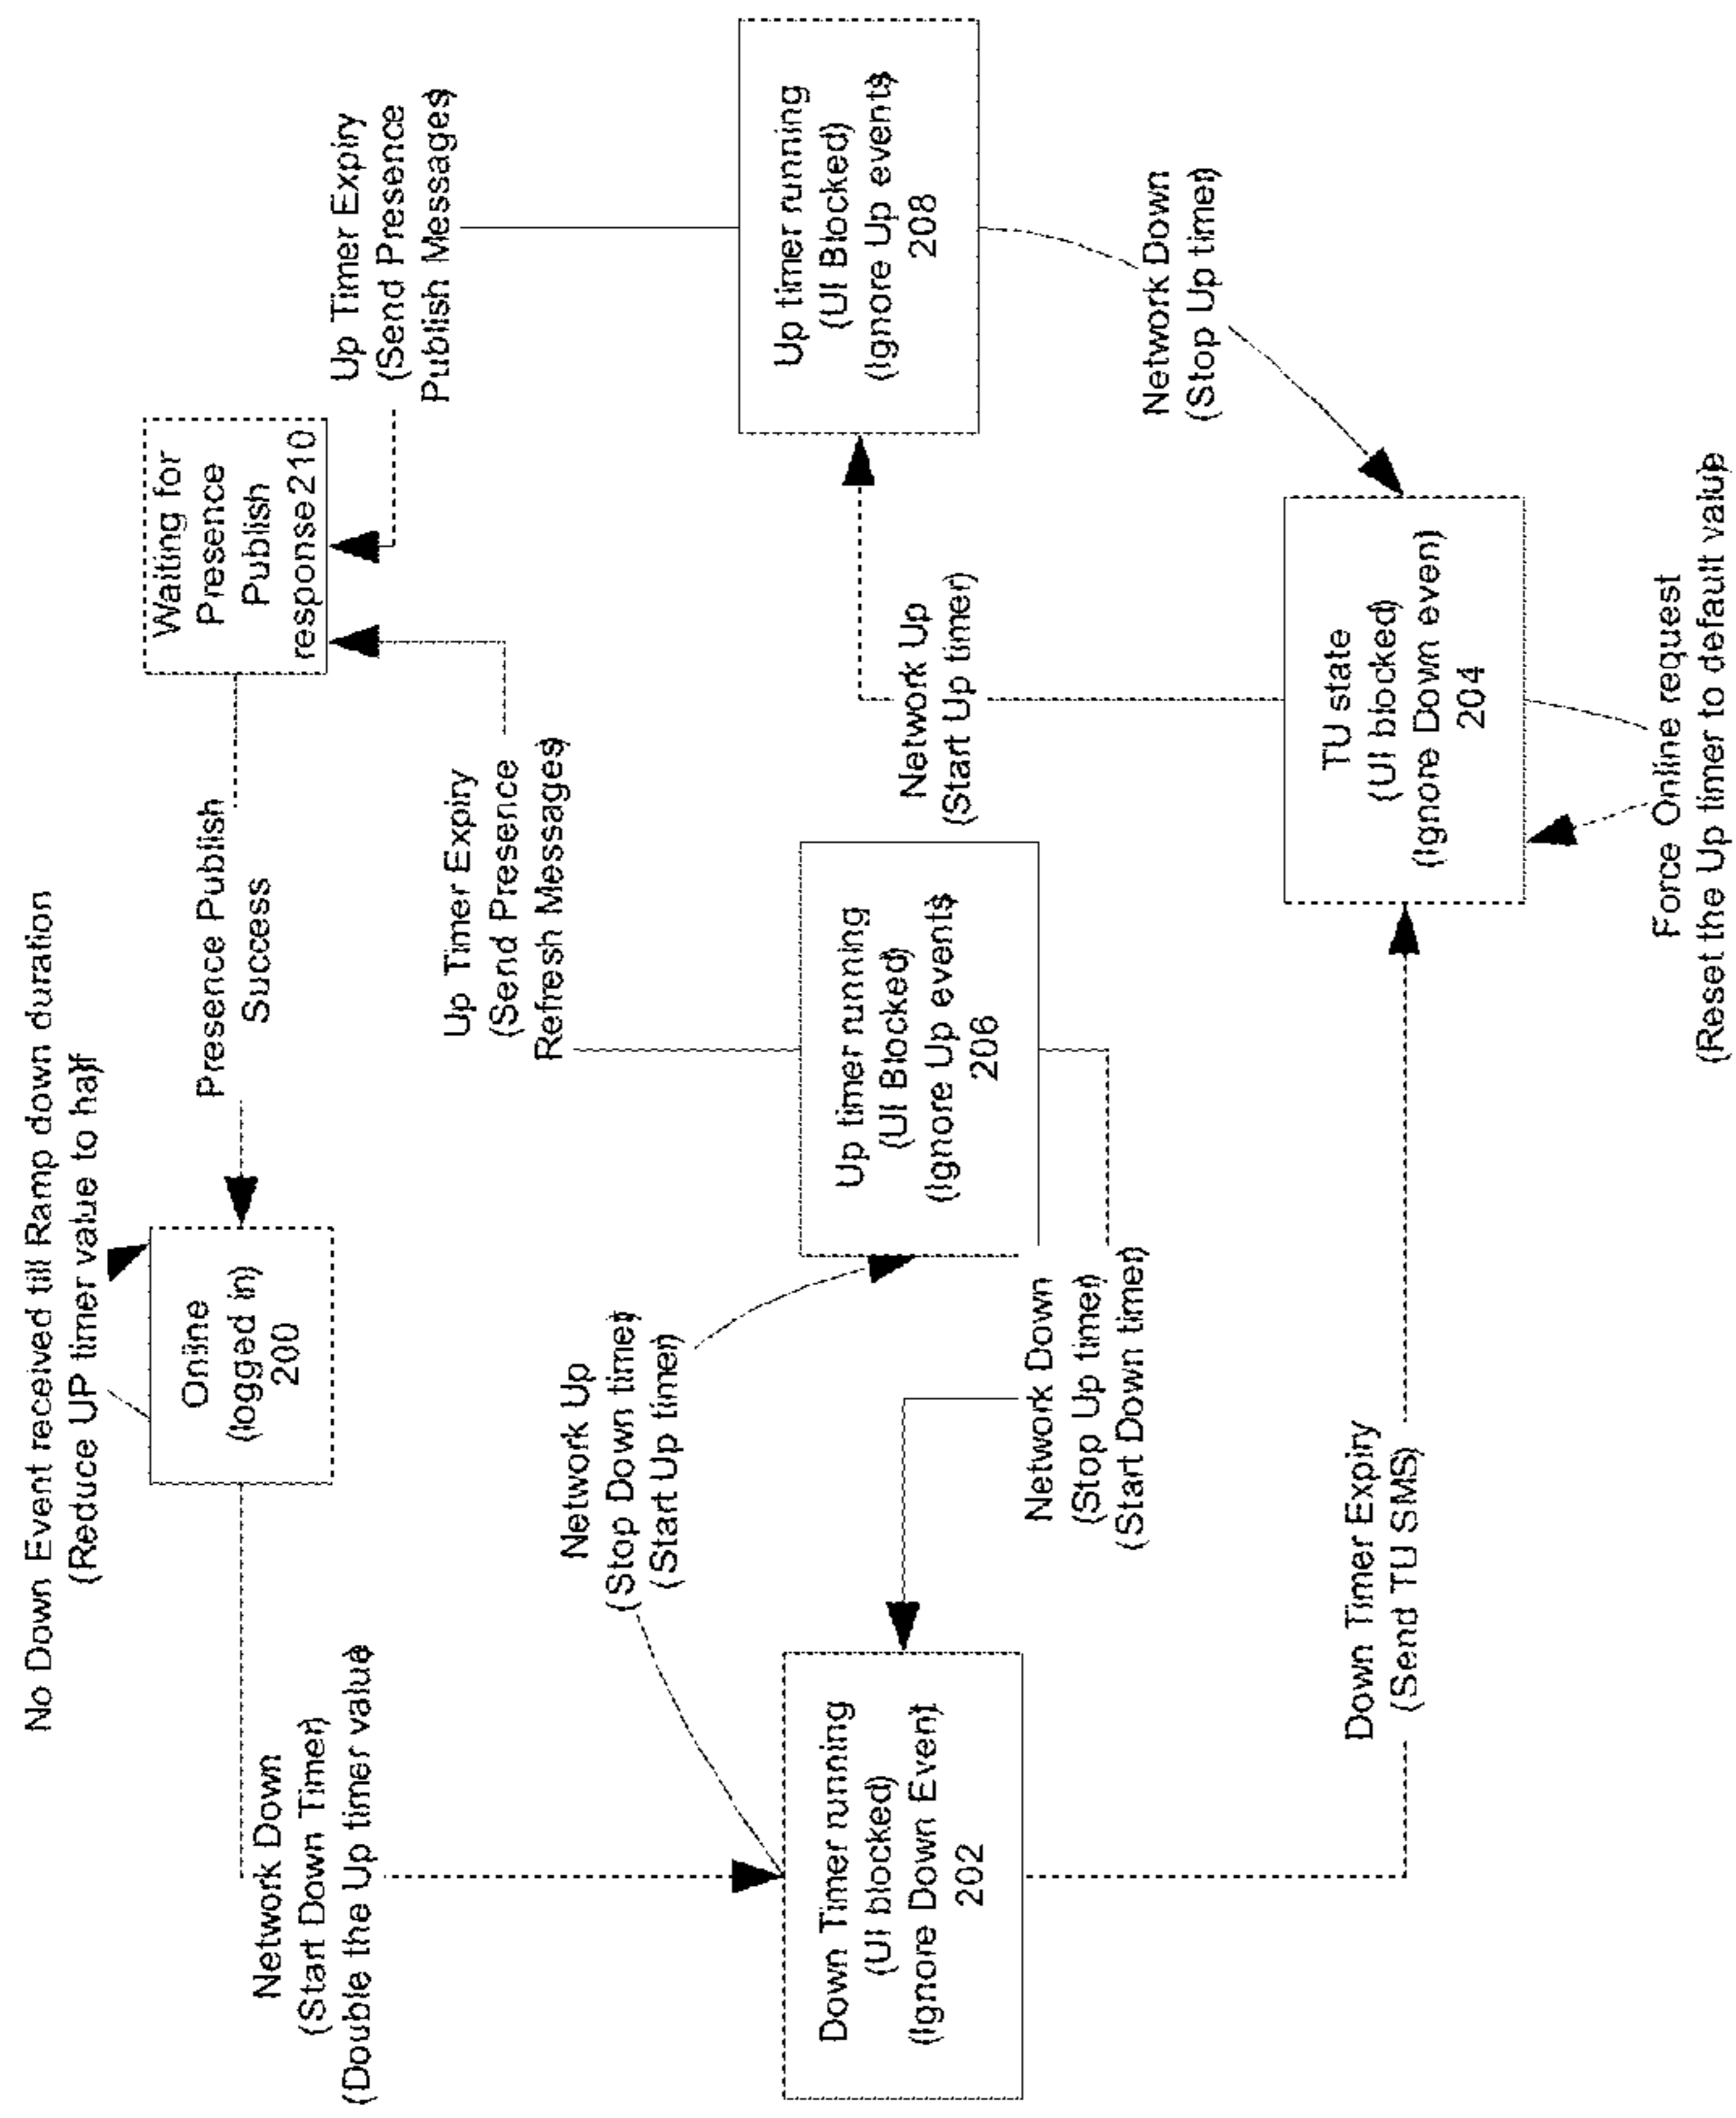 No Down Event received till Ramp down duration
(Reduce UP timer value to half
Online
(logged in)
200
Presence Publish
Success
Waiting for
Presence
Publish
response210
Up Timer Expiry
(Send Presence
Publish Messages)
Network Down
(Start Down Timer)
(Double the Up timer value)
Up Timer Expiry
(Send Presence
Refresh Messages)
Network Up
(Stop Down timer)
(Start Up timer)
Down Timer running
(UI blocked)
(Ignore Down Event)
202
Up timer running
(UI Blocked)
(Ignore Up events
206
Up timer running
(UI Blocked)
(Ignore Up events
208
Network Up
(Start Up timer)
Network Down
(Stop Up timer)
(Start Down timer)
Network Down
(Stop Up timer)
TU state
(UI blocked)
(Ignore Down even)
204
Down Timer Expiry
(Send TU SMS)
Force Online request
(Reset the Up timer to default value)